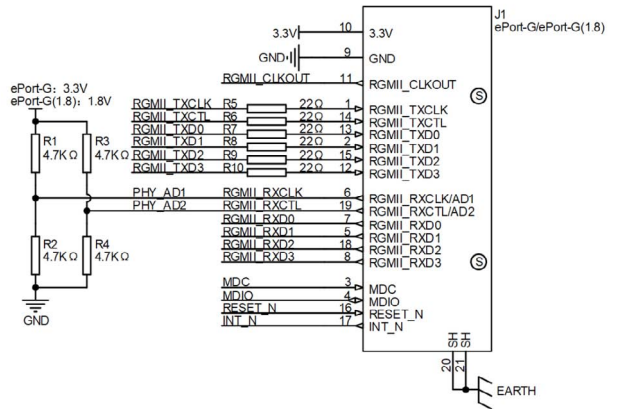 J1
ePort-G/ePort-G(1.8)
3.3V 10 3.3V
GND 9 GND
RGMII_CLKOUT 11 RGMII_CLKOUT
ePort-G: 3.3V
ePort-G(1.8): 1.8V
RGMII_TXCLK R5 22Ω 1 RGMII_TXCLK
RGMII_TXCTL R6 22Ω 14 RGMII_TXCTL
RGMII_TXD0 R7 22Ω 13 RGMII_TXD0
RGMII_TXD1 R8 22Ω 2 RGMII_TXD1
RGMII_TXD2 R9 22Ω 15 RGMII_TXD2
RGMII_TXD3 R10 22Ω 12 RGMII_TXD3
R1 R3
4.7KΩ 4.7KΩ
PHY_AD1 RGMII_RXCLK 6 RGMII_RXCLK/AD1
PHY_AD2 RGMII_RXCTL 19 RGMII_RXCTL/AD2
RGMII_RXD0 7 RGMII_RXD0
RGMII_RXD1 5 RGMII_RXD1
RGMII_RXD2 18 RGMII_RXD2
RGMII_RXD3 8 RGMII_RXD3
R2 R4
4.7KΩ 4.7KΩ
S
S
MDC 3 MDC
MDIO 4 MDIO
RESET_N 16 RESET_N
INT_N 17 INT_N
GND
SH SH
20 21
EARTH